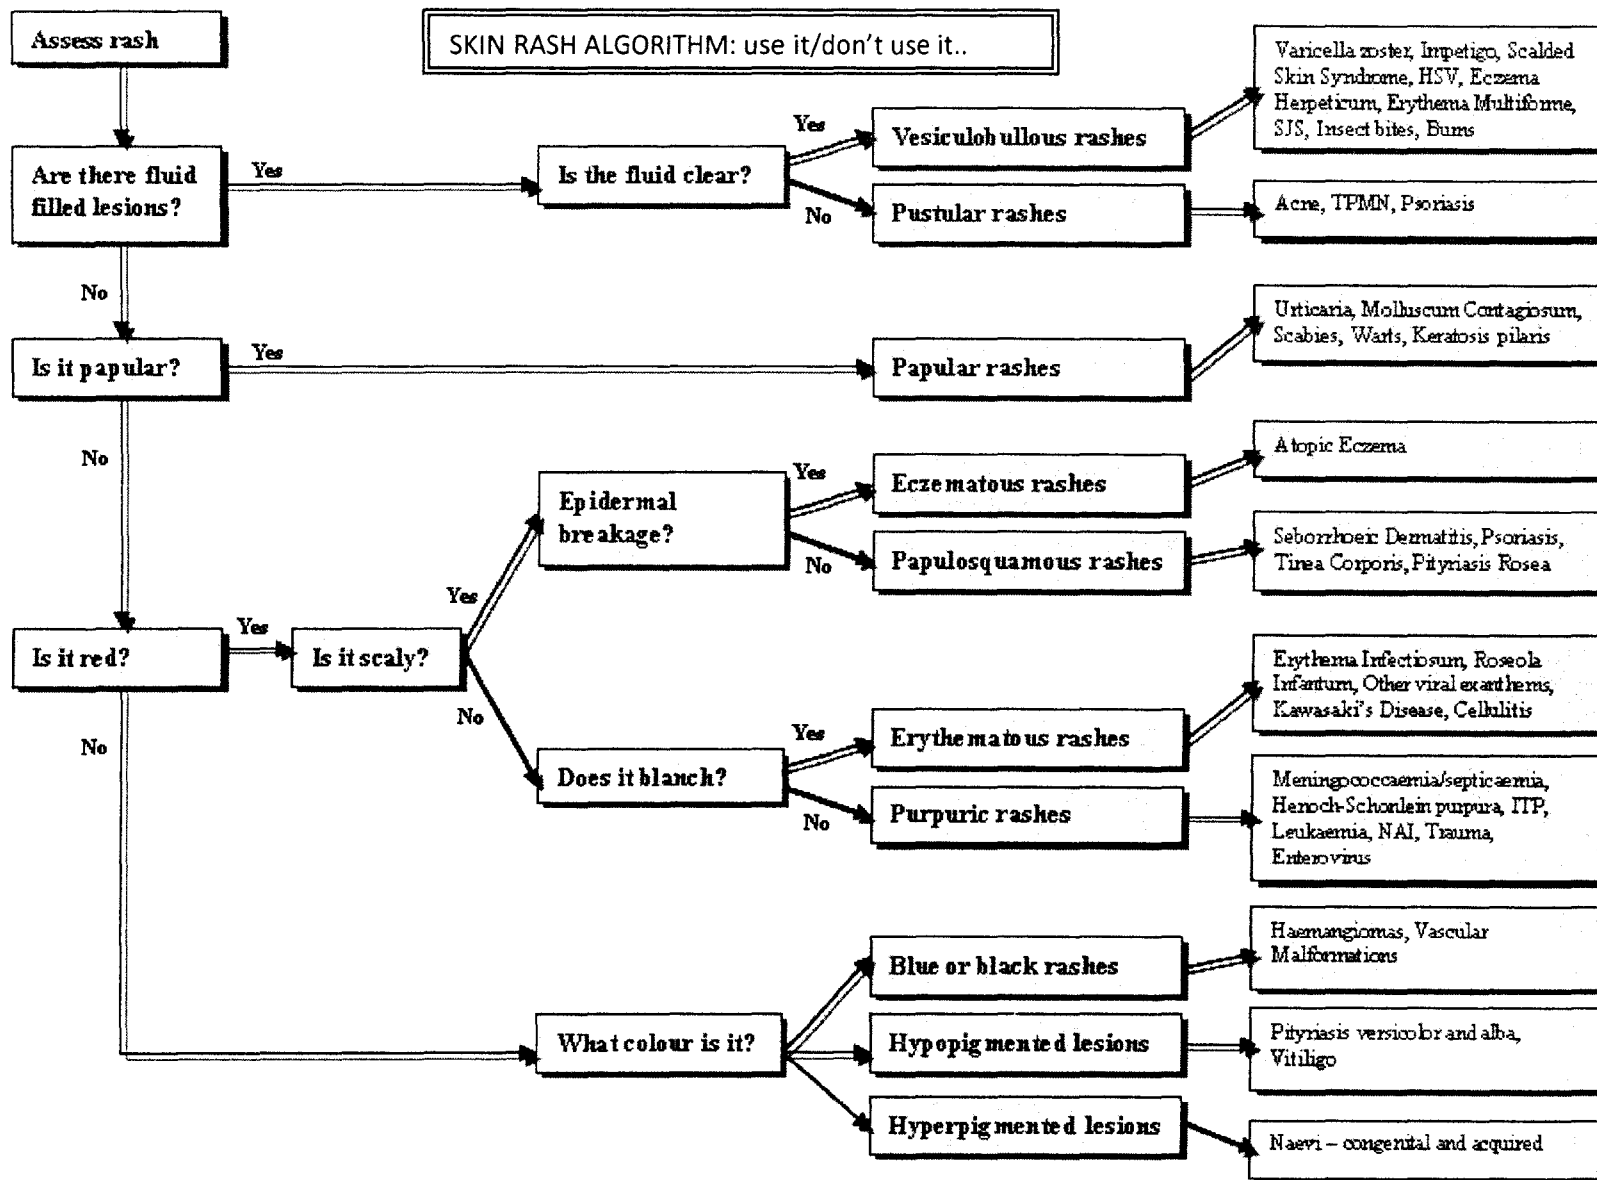 Assess rash
SKIN RASH ALGORITHM: use it/don't use it..
Varicella zoster, Impetigo, Scalded
Skin Syndrome, HSV, Eczema
Herpeticum, Erythema Multiforme,
SJS, Insect bites, Burns
Are there fluid
filled lesions?
Yes
Is the fluid clear?
Yes
Vesiculobullous rashes
No
Pustular rashes
Acne, TPMN, Psoriasis
No
Is it papular?
Yes
Papular rashes
Urticaria, Molluscum Contagiosum,
Scabies, Warts, Keratosis pilaris
No
Is it red?
Yes
Is it scaly?
Yes
Epidermal
breakage?
Yes
Eczematous rashes
Atopic Eczema
No
Papulosquamous rashes
Seborrhoeic Dermatitis, Psoriasis,
Tinea Corporis, Pityriasis Rosea
No
Does it blanch?
Yes
Erythematous rashes
Erythema Infectiosum, Roseola
Infantum, Other viral exanthems,
Kawasaki's Disease, Cellulitis
No
Purpuric rashes
Meningococcaemia/septicaemia,
Henoch-Schonlein purpura, ITP,
Leukaemia, NAI, Trauma,
Enterovirus
No
What colour is it?
Blue or black rashes
Haemangiomas, Vascular
Malformations
Hypopigmented lesions
Pityriasis versicolor and alba,
Vitiligo
Hyperpigmented lesions
Naevi – congenital and acquired